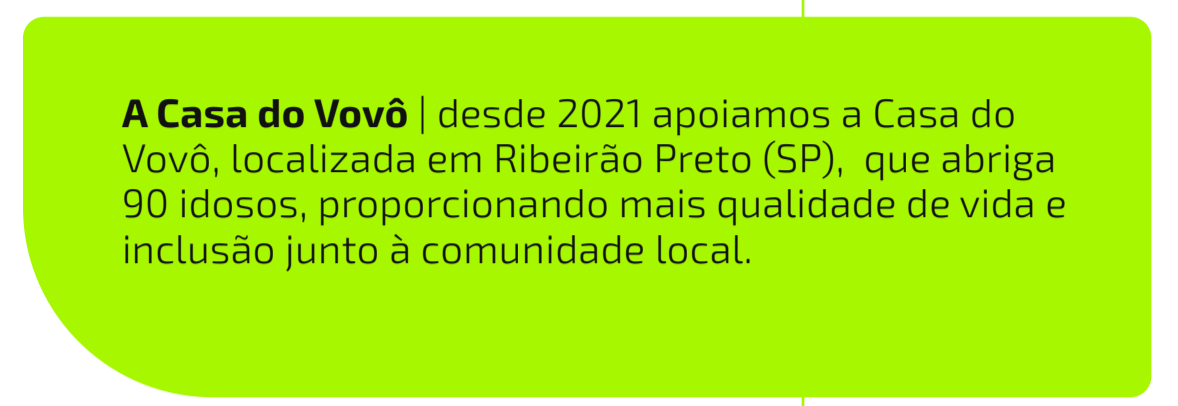 A Casa do Vovô | desde 2021 apoiamos a Casa do
Vovô, localizada em Ribeirão Preto (SP),  que abriga
90 idosos, proporcionando mais qualidade de vida e
inclusão junto à comunidade local.